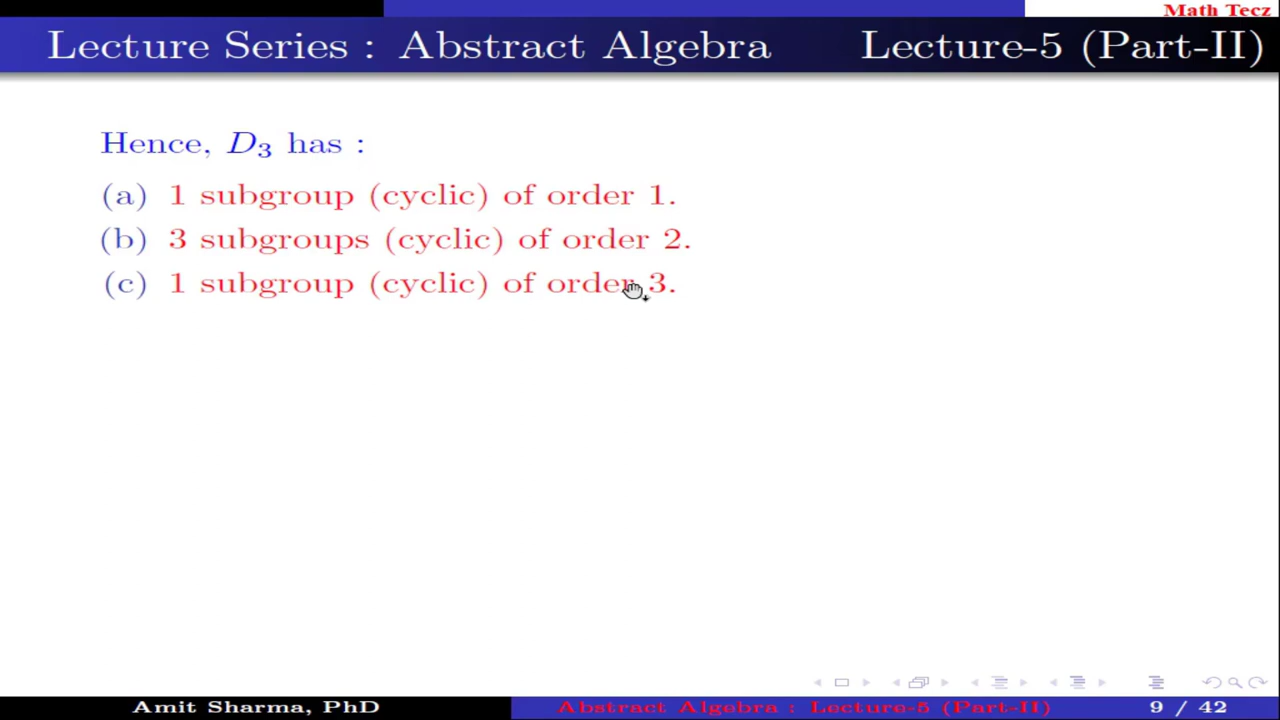 Math Tecz
Lecture Series : Abstract Algebra Lecture-5 (Part-II)
Hence, D₃ has :
(a) 1 subgroup (cyclic) of order 1.
(b) 3 subgroups (cyclic) of order 2.
(c) 1 subgroup (cyclic) of order 3.
Amit Sharma, PhD Abstract Algebra : Lecture-5 (Part-II) 9 / 42